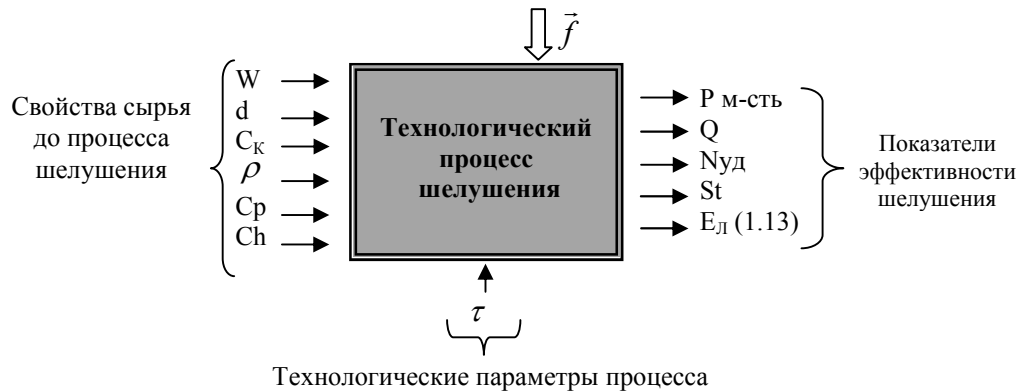 f
W
d
Cк
ρ
Cp
Ch
Свойства сырья
до процесса
шелушения
Технологический
процесс
шелушения
P м-сть
Q
Nуд
St
Eл (1.13)
Показатели
эффективности
шелушения
τ
Технологические параметры процесса